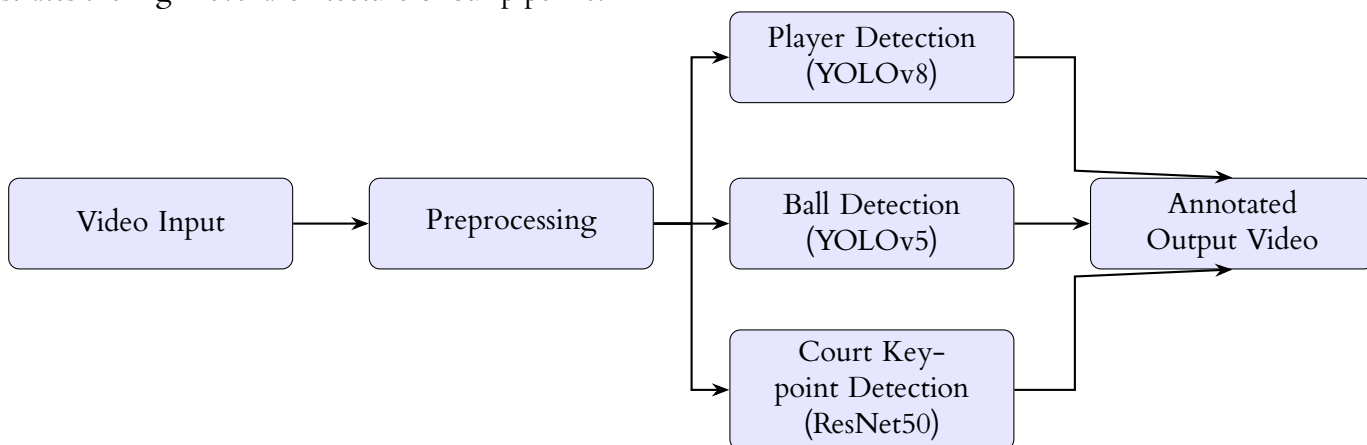 Player Detection
(YOLOv8)
Video Input
Preprocessing
Ball Detection
(YOLOv5)
Annotated
Output Video
Court Key-
point Detection
(ResNet50)